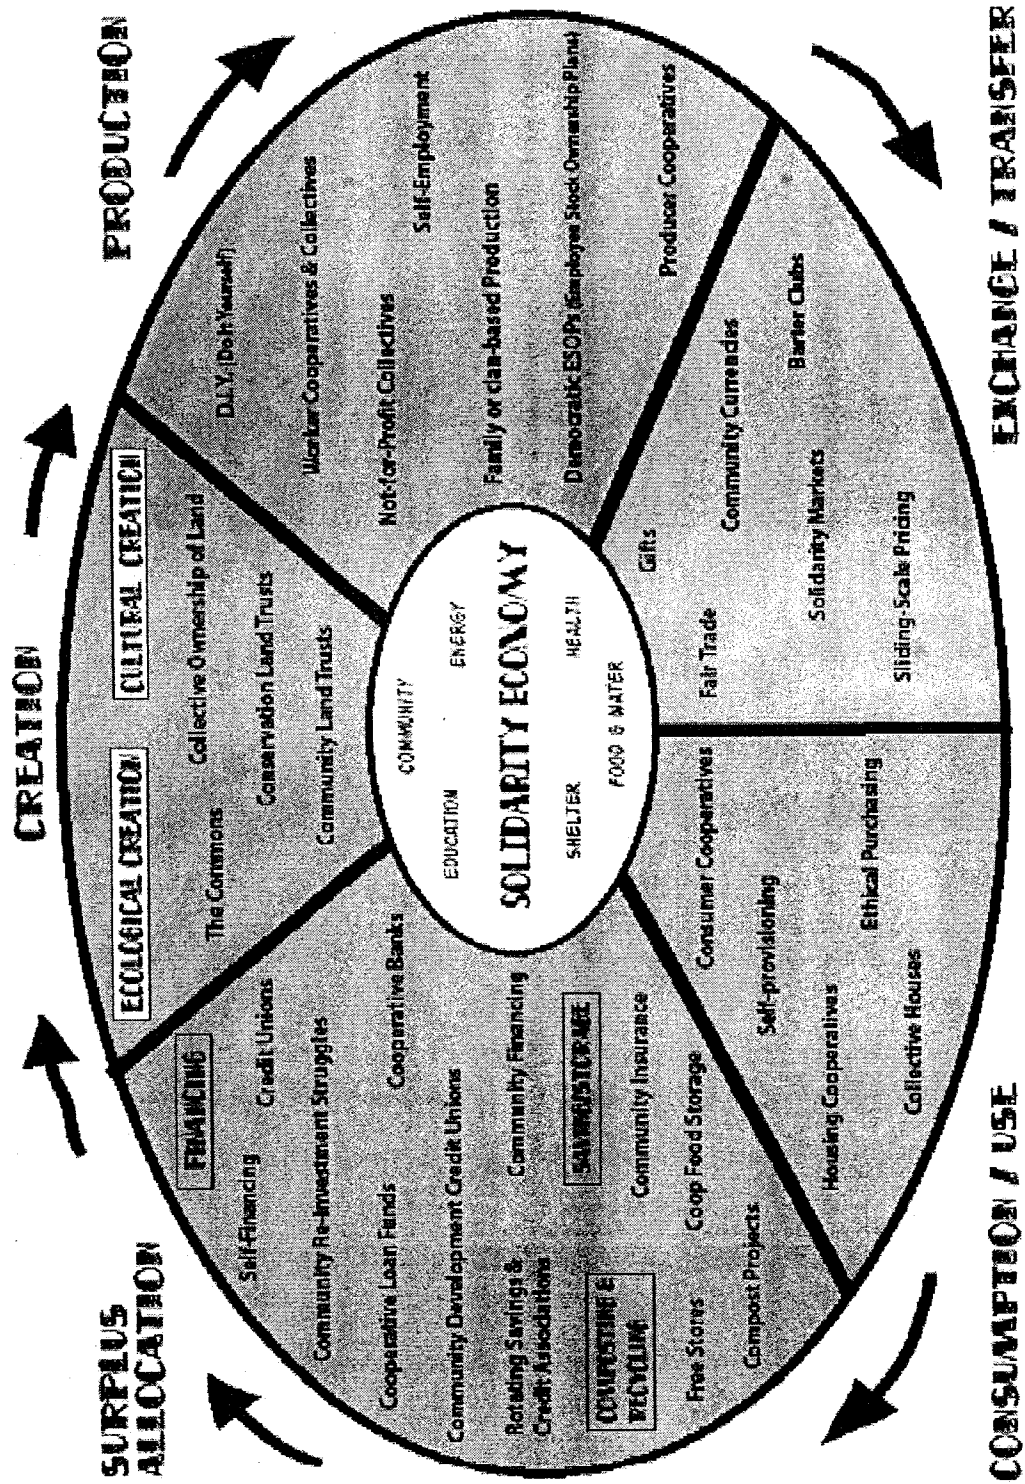 CREATION
ECOLOGICAL CREATION
CULTURAL CREATION
The Commons
Collective Ownership of Land
Conservation Land Trusts
Community Land Trusts
PRODUCTION
D.I.Y. (Do It Yourself)
Worker Cooperatives & Collectives
Self-Employment
Not-for-Profit Collectives
Family or clan-based Production
Democratic ESOPs (Employee Stock Ownership Plans)
Producer Cooperatives
EXCHANGE / TRANSFER
Gifts
Community Currencies
Barter Clubs
Fair Trade
Solidarity Markets
Sliding-Scale Pricing
CONSUMPTION / USE
Consumer Cooperatives
Self-provisioning
Ethical Purchasing
Housing Cooperatives
Collective Houses
SURPLUS
ALLOCATION
FINANCING
Self-Financing
Credit Unions
Community Re-Investment Struggles
Cooperative Loan Funds
Cooperative Banks
Community Development Credit Unions
Rotating Savings &
Credit Associations
Community Financing
SAVINGS/STORAGE
Community Insurance
Coop Food Storage
COMPOSTING &
RECYCLING
Free Stores
Compost Projects
COMMUNITY
EDUCATION
ENERGY
SOLIDARITY ECONOMY
SHELTER
HEALTH
FOOD & WATER